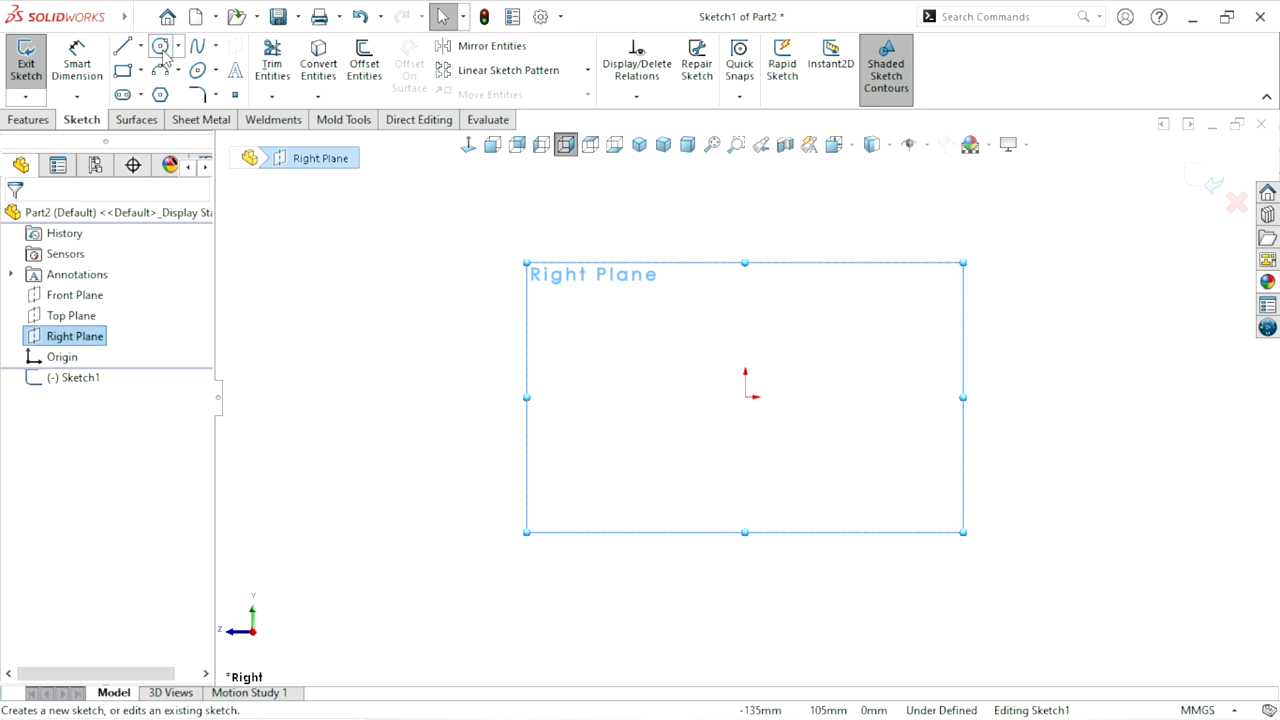 SOLIDWORKS
Sketch1 of Part2 *
Search Commands
Exit Sketch
Smart Dimension
Trim Entities
Convert Entities
Offset Entities
Offset On Surface
Mirror Entities
Linear Sketch Pattern
Move Entities
Display/Delete Relations
Repair Sketch
Quick Snaps
Rapid Sketch
Instant2D
Shaded Sketch Contours
Features
Sketch
Surfaces
Sheet Metal
Weldments
Mold Tools
Direct Editing
Evaluate
Right Plane
Part2 (Default) <<Default>_Display Sta
History
Sensors
Annotations
Front Plane
Top Plane
Right Plane
Origin
(-) Sketch1
Right Plane
Y
Z
*Right
Model
3D Views
Motion Study 1
Creates a new sketch, or edits an existing sketch.
-135mm
105mm
0mm
Under Defined
Editing Sketch1
MMGS